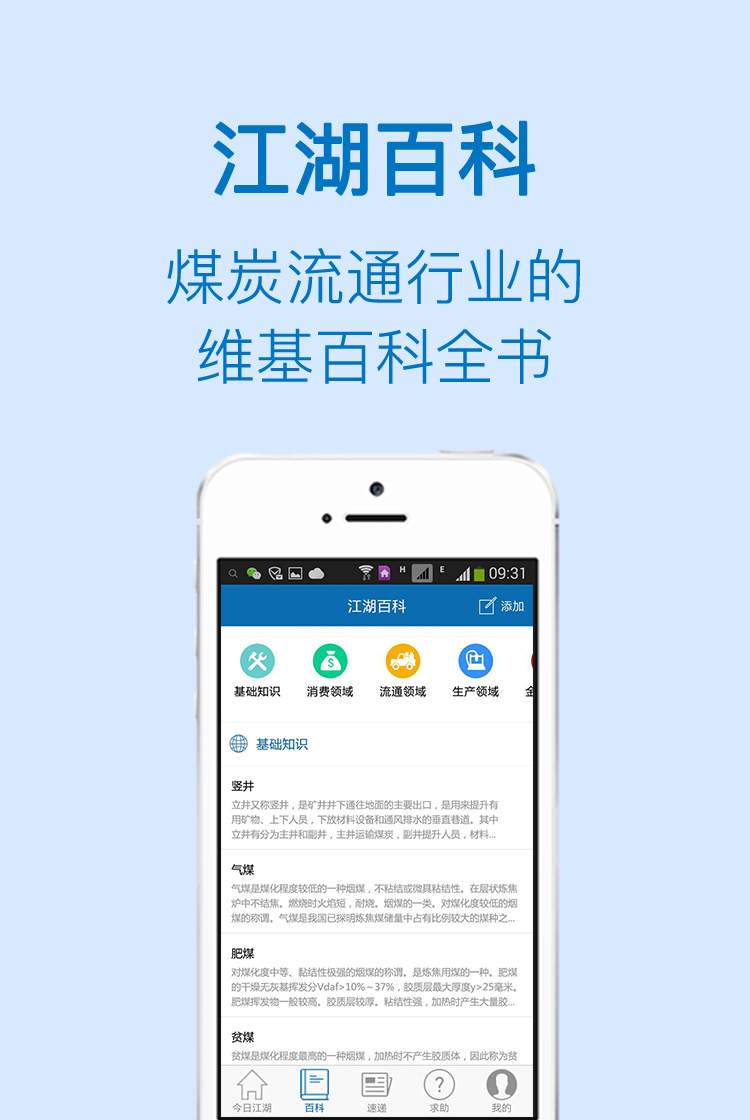 江湖百科
煤炭流通行业的
维基百科全书
H
E
09:31
江湖百科
添加
基础知识
消费领域
流通领域
生产领域
基础知识
竖井
立井又称竖井，是矿井井下通往地面的主要出口，是用来提升有
用矿物、上下人员，下放材料设备和通风排水的垂直巷道。其中
立井有分为主井和副井，主井运输煤炭，副井提升人员，材料...
气煤
气煤是煤化程度较低的一种烟煤，不粘结或微具粘结性。在层状炼焦
炉中不结焦。燃烧时火焰短，耐烧。烟煤的一类。对煤化度较低的烟
煤的称谓。气煤是我国已探明炼焦煤储量中占有比例较大的煤种之...
肥煤
对煤化度中等、黏结性极强的烟煤的称谓。是炼焦用煤的一种。肥煤
的干燥无灰基挥发分Vdaf>10%～37%，胶质层最大厚度y>25毫米。
肥煤挥发物一般较高。胶质层较厚。粘结性强，加热时产生大量胶...
贫煤
贫煤是煤化程度最高的一种烟煤，加热时不产生胶质体，因此称为贫
今日江湖
百科
速递
求助
我的